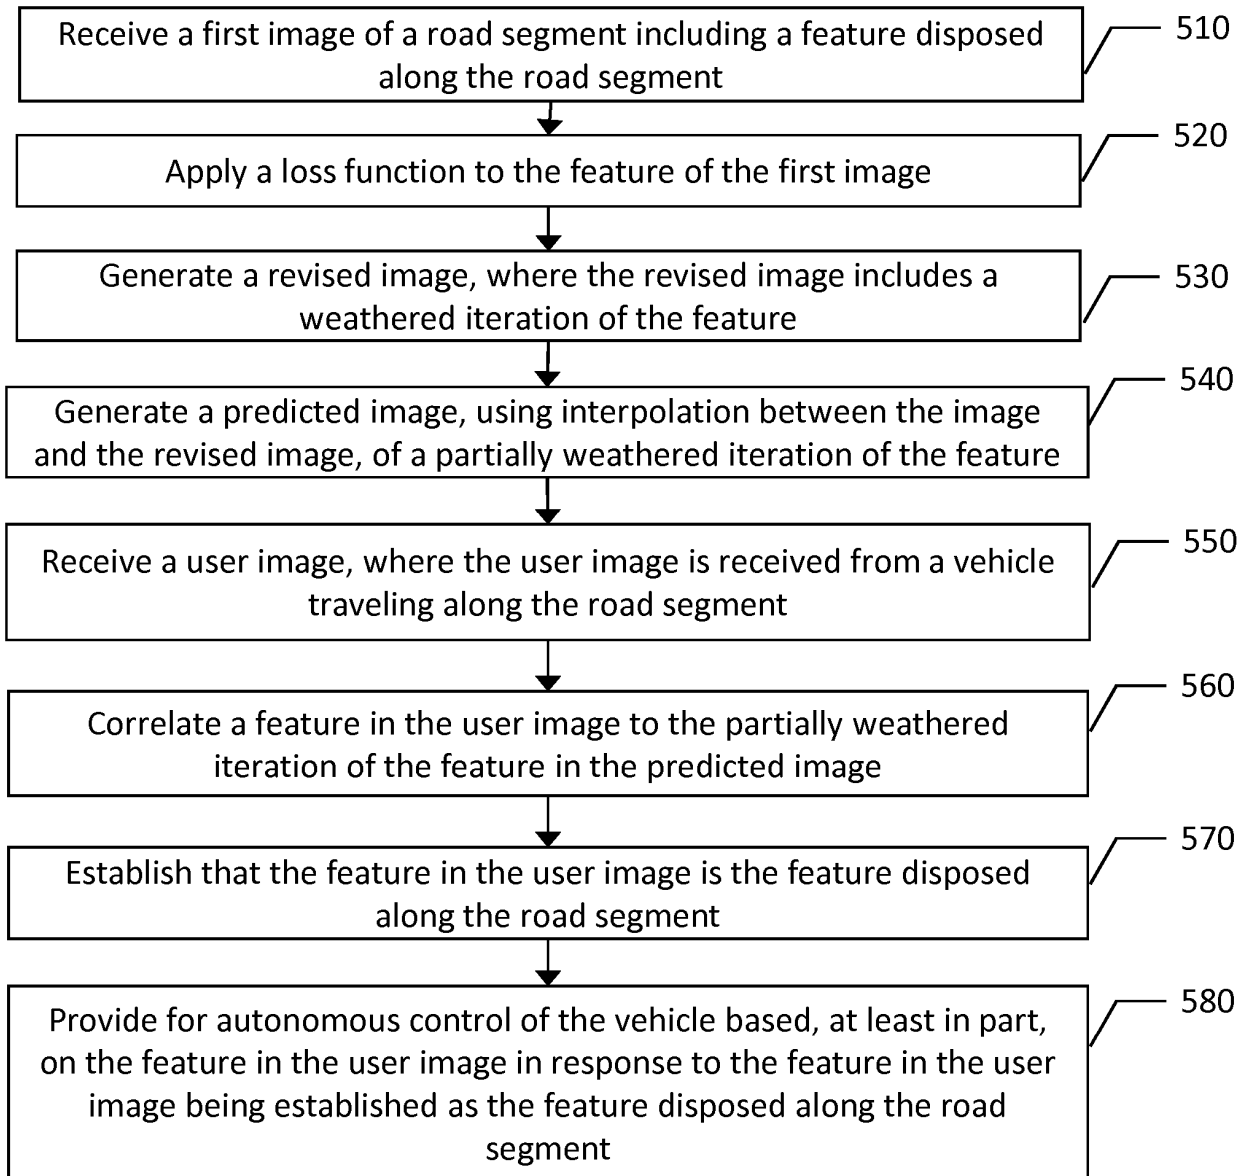 Receive a first image of a road segment including a feature disposed
along the road segment
510
Apply a loss function to the feature of the first image
520
Generate a revised image, where the revised image includes a
weathered iteration of the feature
530
Generate a predicted image, using interpolation between the image
and the revised image, of a partially weathered iteration of the feature
540
Receive a user image, where the user image is received from a vehicle
traveling along the road segment
550
Correlate a feature in the user image to the partially weathered
iteration of the feature in the predicted image
560
Establish that the feature in the user image is the feature disposed
along the road segment
570
Provide for autonomous control of the vehicle based, at least in part,
on the feature in the user image in response to the feature in the user
image being established as the feature disposed along the road
segment
580